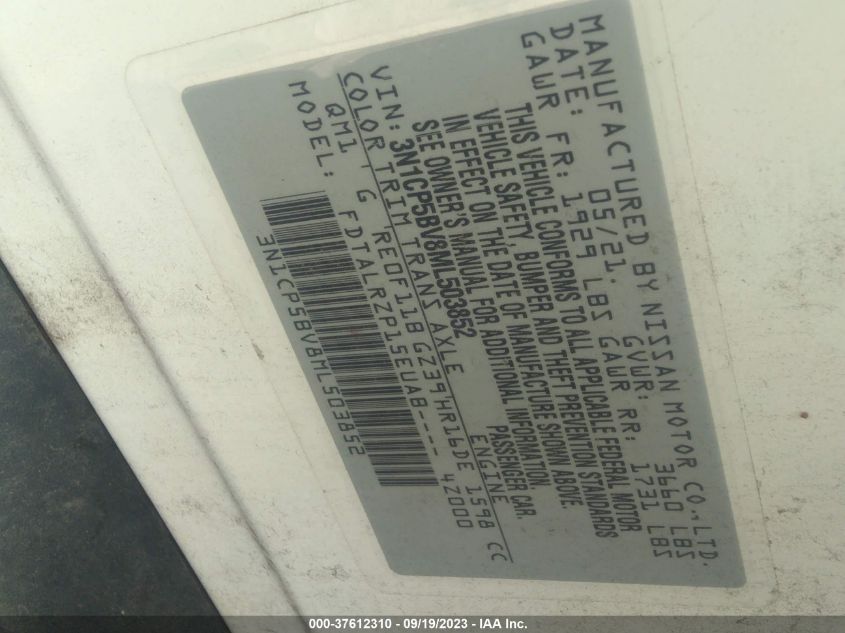 MANUFACTURED BY NISSAN MOTOR CO., LTD.
DATE: 05/21. GVWR: 3660 LBS
GAWR FR: 1929 LBS GAWR RR: 1731 LBS
THIS VEHICLE CONFORMS TO ALL APPLICABLE FEDERAL MOTOR
VEHICLE SAFETY, BUMPER AND THEFT PREVENTION STANDARDS
IN EFFECT ON THE DATE OF MANUFACTURE SHOWN ABOVE.
SEE OWNER'S MANUAL FOR ADDITIONAL INFORMATION.
VIN: 3N1CP5BV8ML503852 PASSENGER CAR.
COLOR TRIM TRANS AXLE ENGINE
QM1 G RE0F11B GZ39 HR16DE 1598 CC
MODEL: FDTALRZP15EUAB---- 4Z000
3N1CP5BV8ML503852
000-37612310 - 09/19/2023 - IAA Inc.